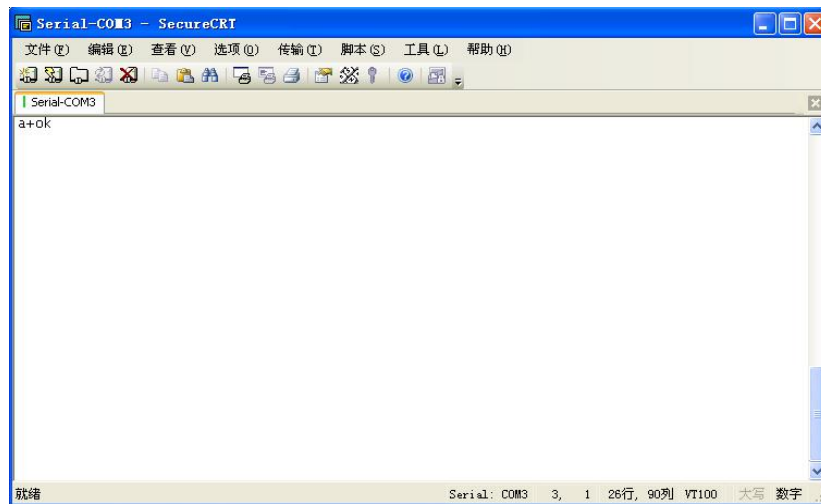 Serial-COM3 - SecureCRT
文件(F) 编辑(E) 查看(V) 选项(O) 传输(T) 脚本(S) 工具(L) 帮助(H)
Serial-COM3
a+ok
就绪 Serial: COM3 3, 1 26行, 90列 VT100 大写 数字